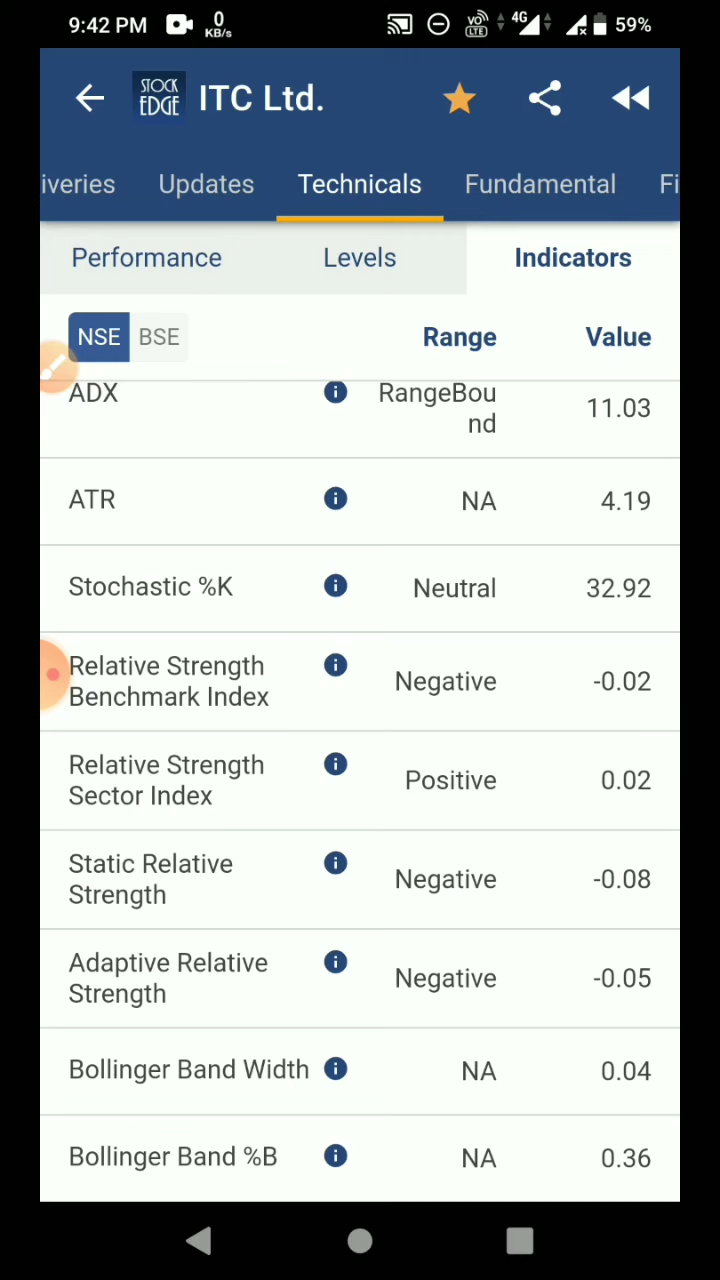 9:42 PM 0 KB/s VO LTE 4G 59%
STOCK EDGE ITC Ltd.
iveries Updates Technicals Fundamental Fi
Performance Levels Indicators
NSE BSE Range Value
ADX RangeBou
nd 11.03
ATR NA 4.19
Stochastic %K Neutral 32.92
Relative Strength
Benchmark Index Negative -0.02
Relative Strength
Sector Index Positive 0.02
Static Relative
Strength Negative -0.08
Adaptive Relative
Strength Negative -0.05
Bollinger Band Width NA 0.04
Bollinger Band %B NA 0.36